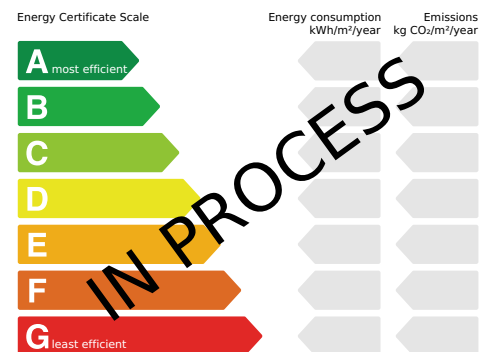 Energy Certificate Scale
Energy consumption
kWh/m²/year
Emissions
kg CO₂/m²/year
A most efficient
B
C
D
E
F
G least efficient
IN PROCESS